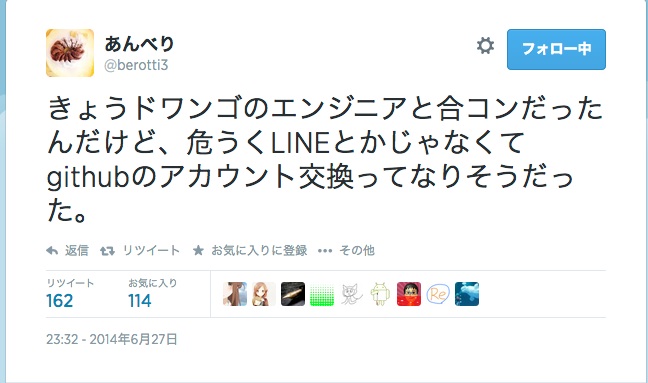 あんべり
@berotti3
フォロー中
きょうドワンゴのエンジニアと合コンだった
んだけど、危うくLINEとかじゃなくて
githubのアカウント交換ってなりそうだっ
た。
返信 リツイート お気に入りに登録 その他
リツイート お気に入り
162 114
Re
23:32 - 2014年6月27日